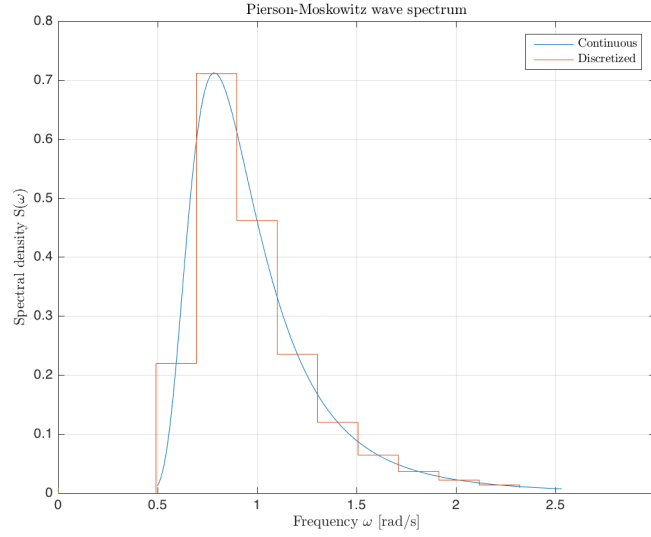 Pierson-Moskowitz wave spectrum
Continuous
Discretized
Spectral density S(ω)
0.8
0.7
0.6
0.5
0.4
0.3
0.2
0.1
0
0 0.5 1 1.5 2 2.5
Frequency ω [rad/s]